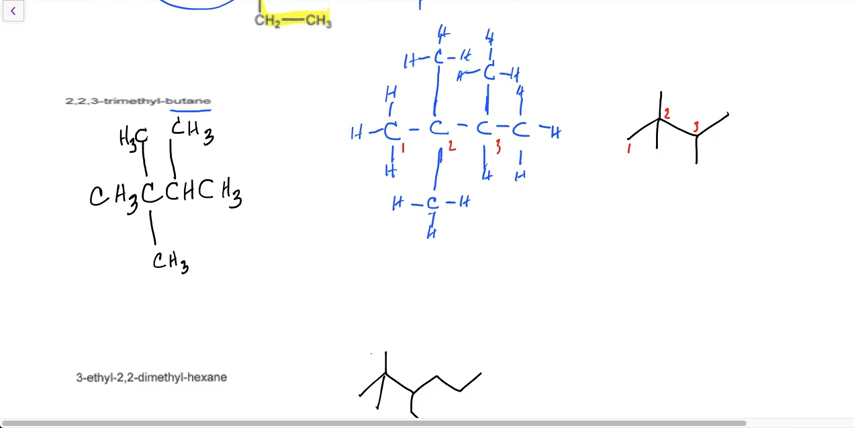 CH₂—CH₃
2,2,3-trimethyl-butane
H₃C CH₃
CH₃CCHCH₃
CH₃
H H
H–C–H H–C–H
H H
H–C–C–C–C–H
1 2 3
H H H
H–C–H
H
2 3
1
3-ethyl-2,2-dimethyl-hexane